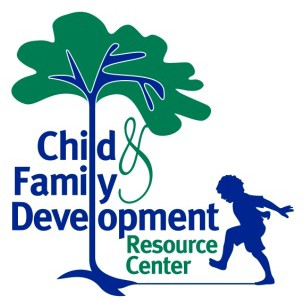 Child &
Family
Development
Resource
Center